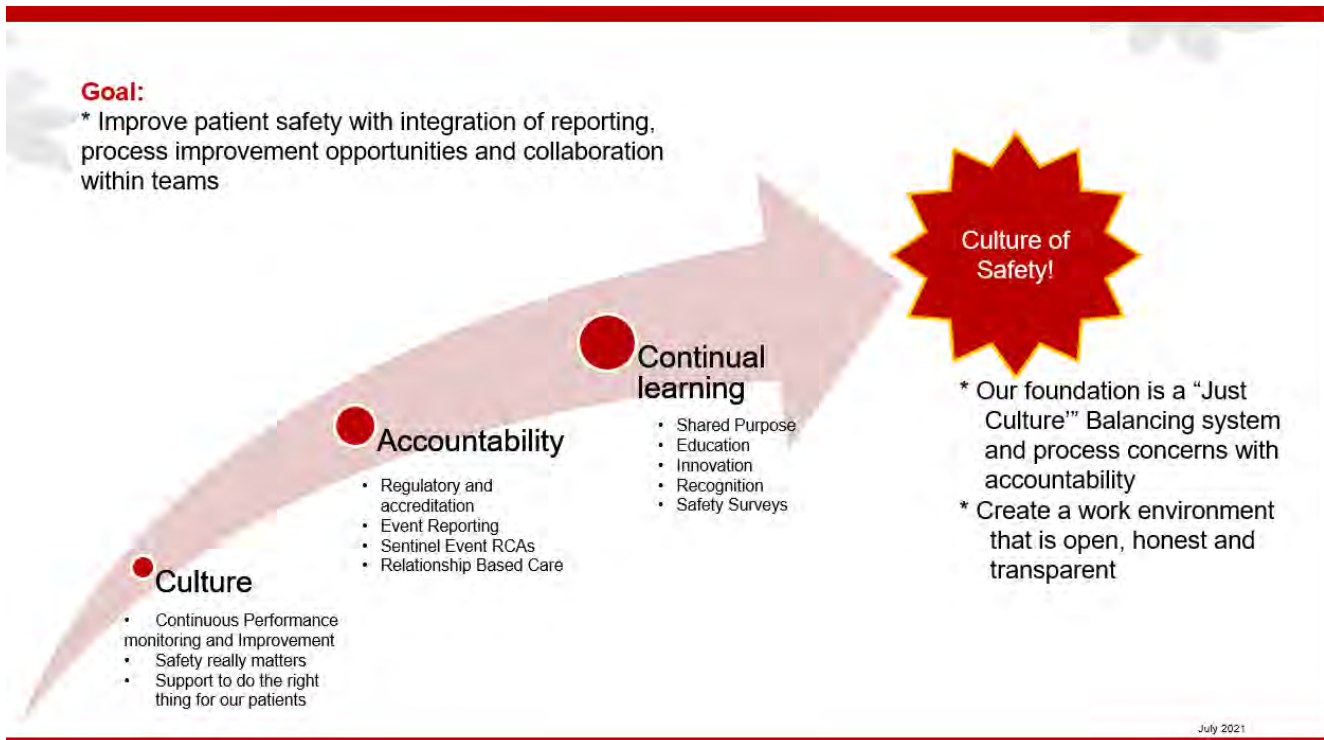 Goal:
* Improve patient safety with integration of reporting,
process improvement opportunities and collaboration
within teams
Culture of
Safety!
Continual
learning
• Shared Purpose
• Education
• Innovation
• Recognition
• Safety Surveys
Accountability
• Regulatory and
accreditation
• Event Reporting
• Sentinel Event RCAs
• Relationship Based Care
Culture
• Continuous Performance
monitoring and Improvement
• Safety really matters
• Support to do the right
thing for our patients
* Our foundation is a “Just
Culture’” Balancing system
and process concerns with
accountability
* Create a work environment
that is open, honest and
transparent
July 2021